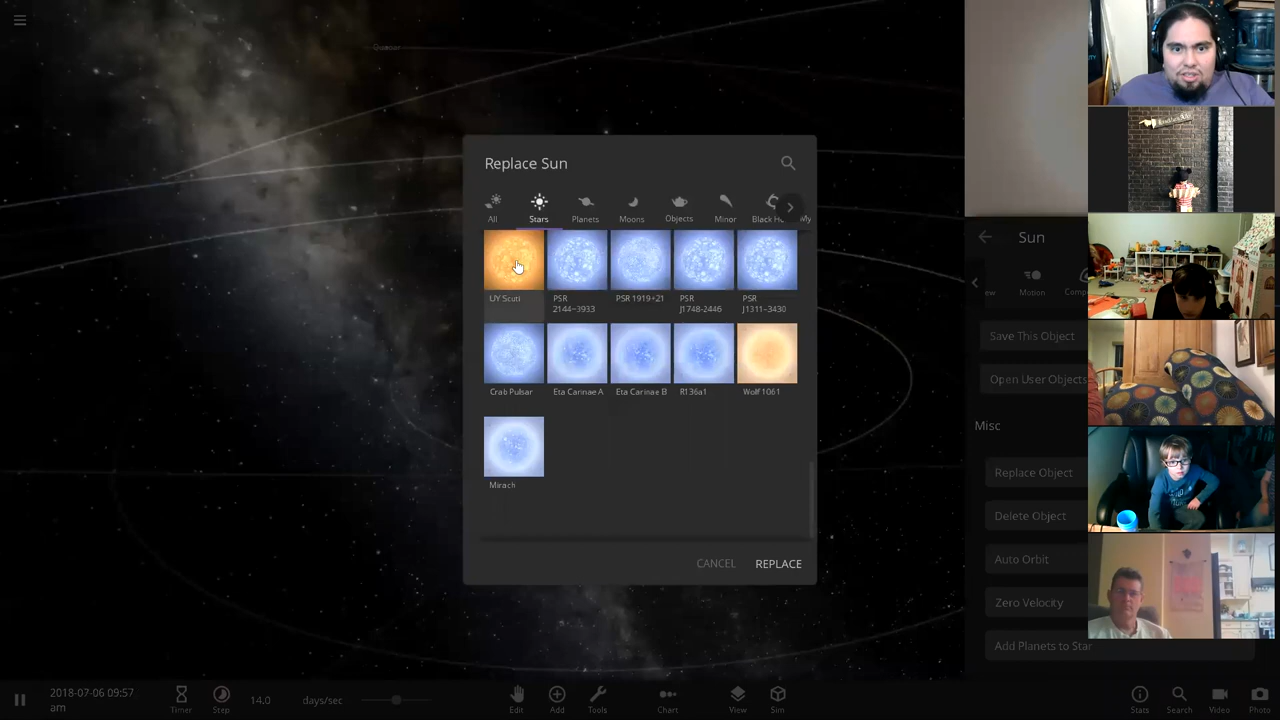 Quasar
Replace Sun
All
Stars
Planets
Moons
Objects
Minor
Black
My
UY Scuti
PSR 2144−3933
PSR 1919+21
PSR J1748-2446
PSR J1311–3430
Crab Pulsar
Eta Carinae A
Eta Carinae B
R136a1
Wolf 1061
Mirach
CANCEL
REPLACE
Sun
Motion
Save This Object
Open User Objects
Misc
Replace Object
Delete Object
Auto Orbit
Zero Velocity
Add Planets to Star
2018-07-06 09:57
am
Timer
Step
14.0
days/sec
Edit
Add
Tools
Chart
View
Sim
Stats
Search
Video
Photo